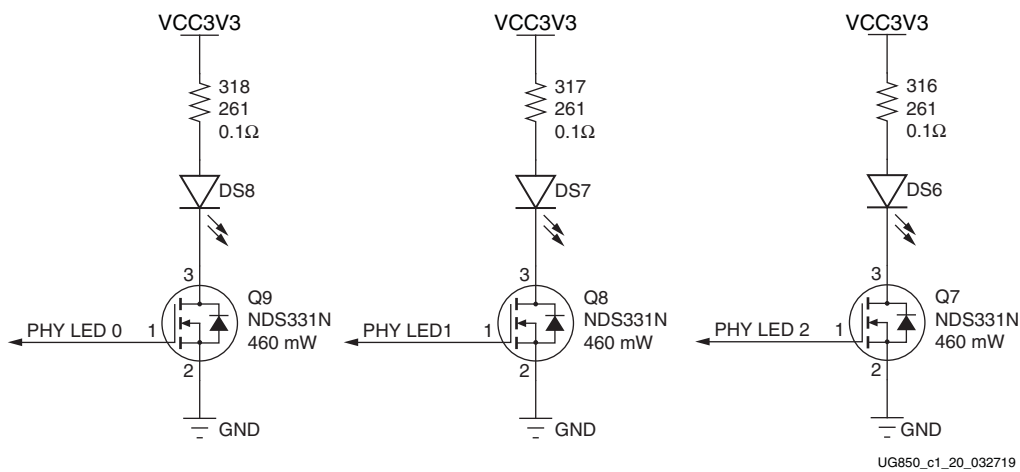 VCC3V3
318
261
0.1Ω
DS8
3
Q9
NDS331N
460 mW
PHY LED 0
1
2
GND
VCC3V3
317
261
0.1Ω
DS7
3
Q8
NDS331N
460 mW
PHY LED1
1
2
GND
VCC3V3
316
261
0.1Ω
DS6
3
Q7
NDS331N
460 mW
PHY LED 2
1
2
GND
UG850_c1_20_032719